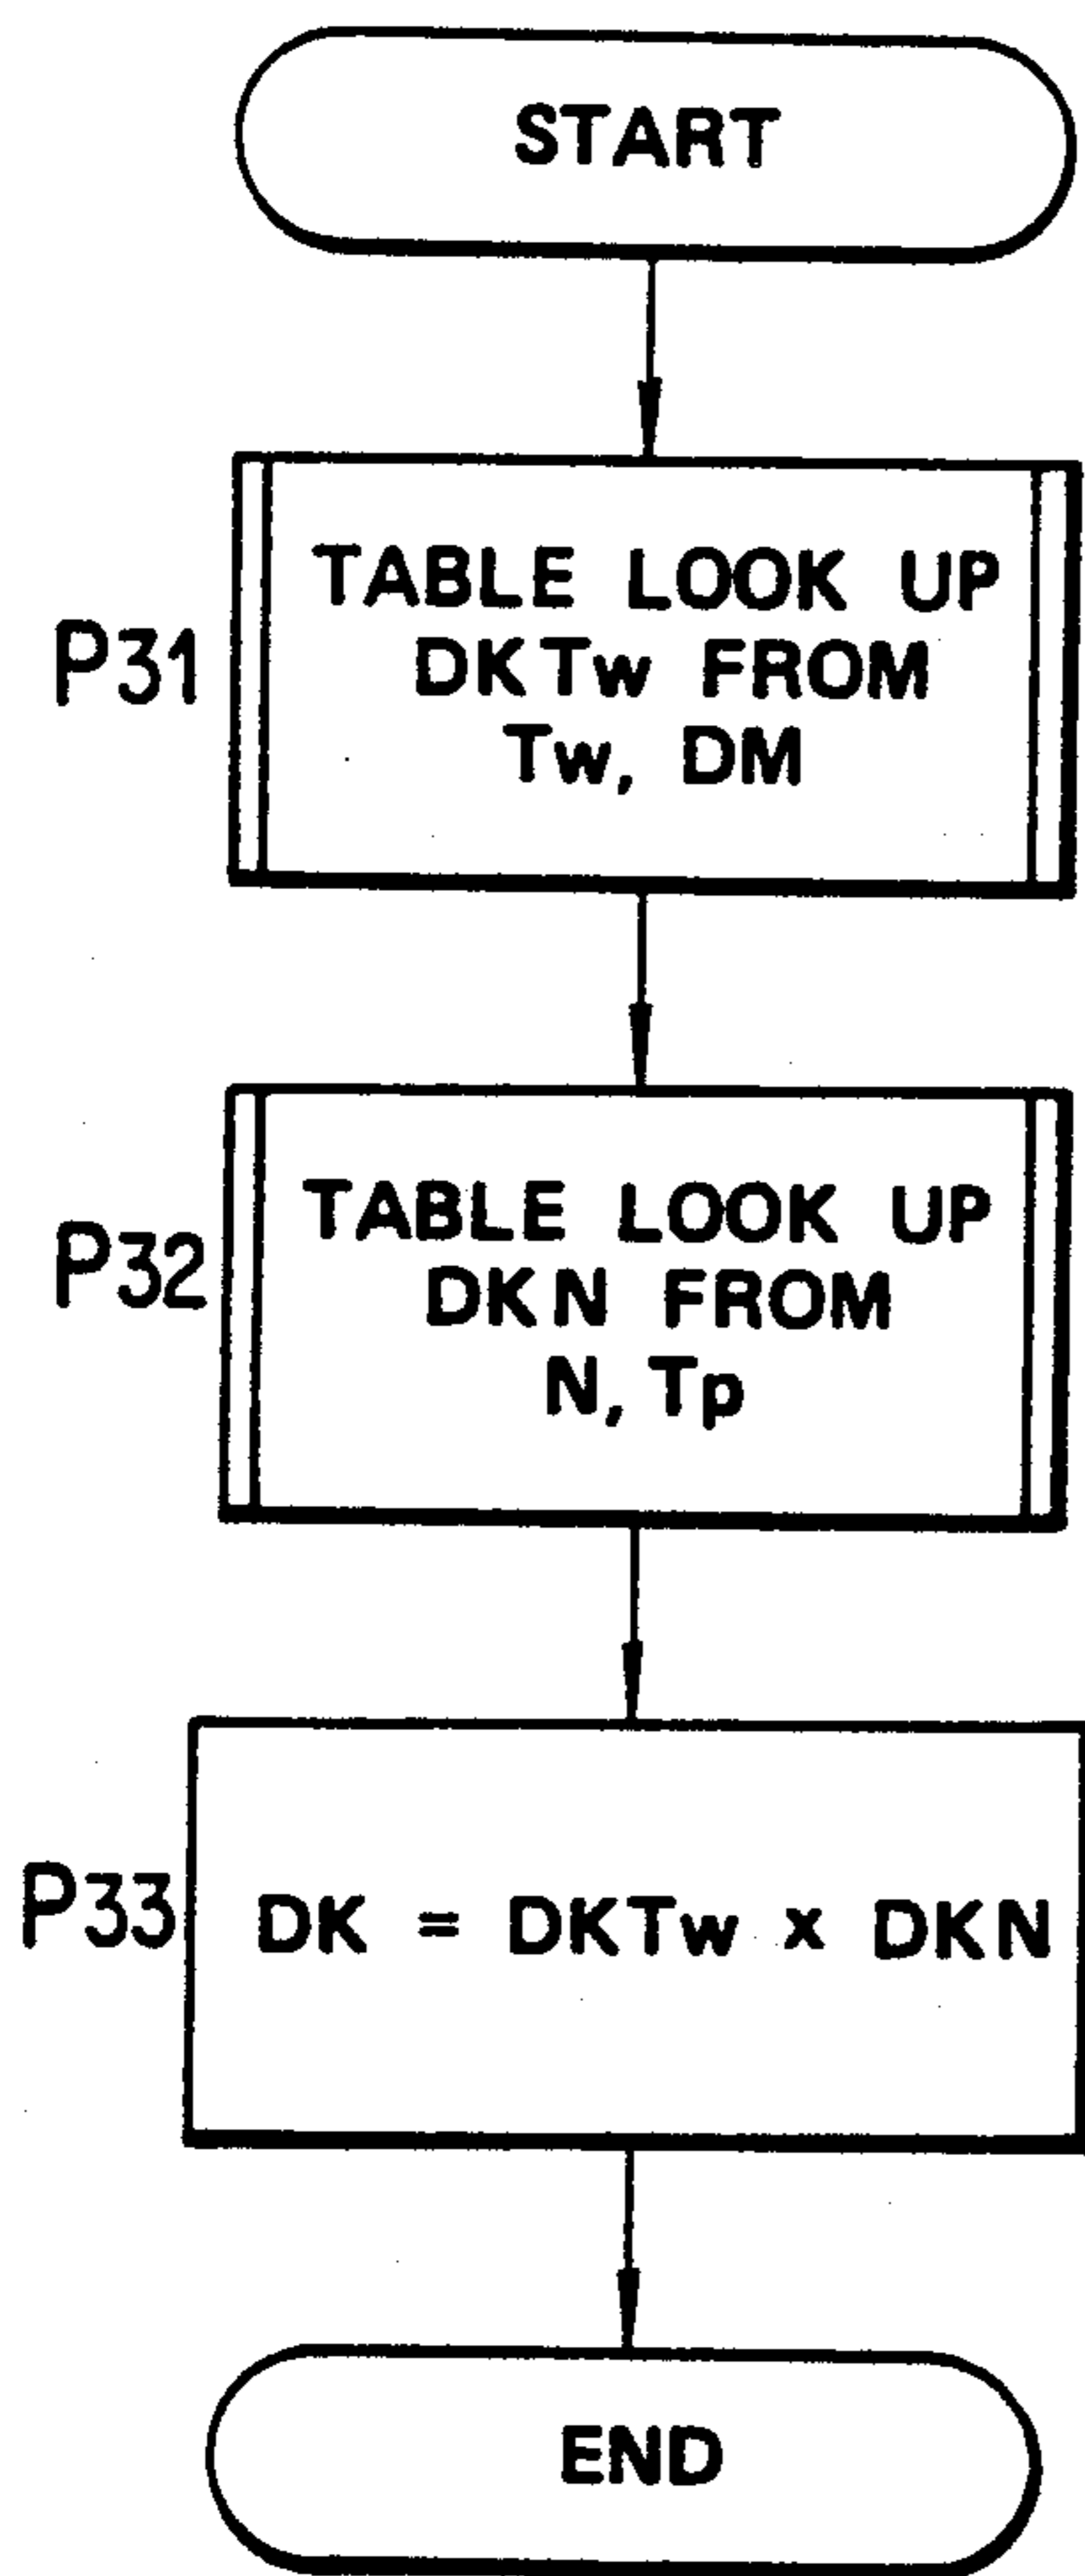 START
P31
TABLE LOOK UP
DKTw FROM
Tw, DM
P32
TABLE LOOK UP
DKN FROM
N, Tp
P33
DK = DKTw x DKN
END